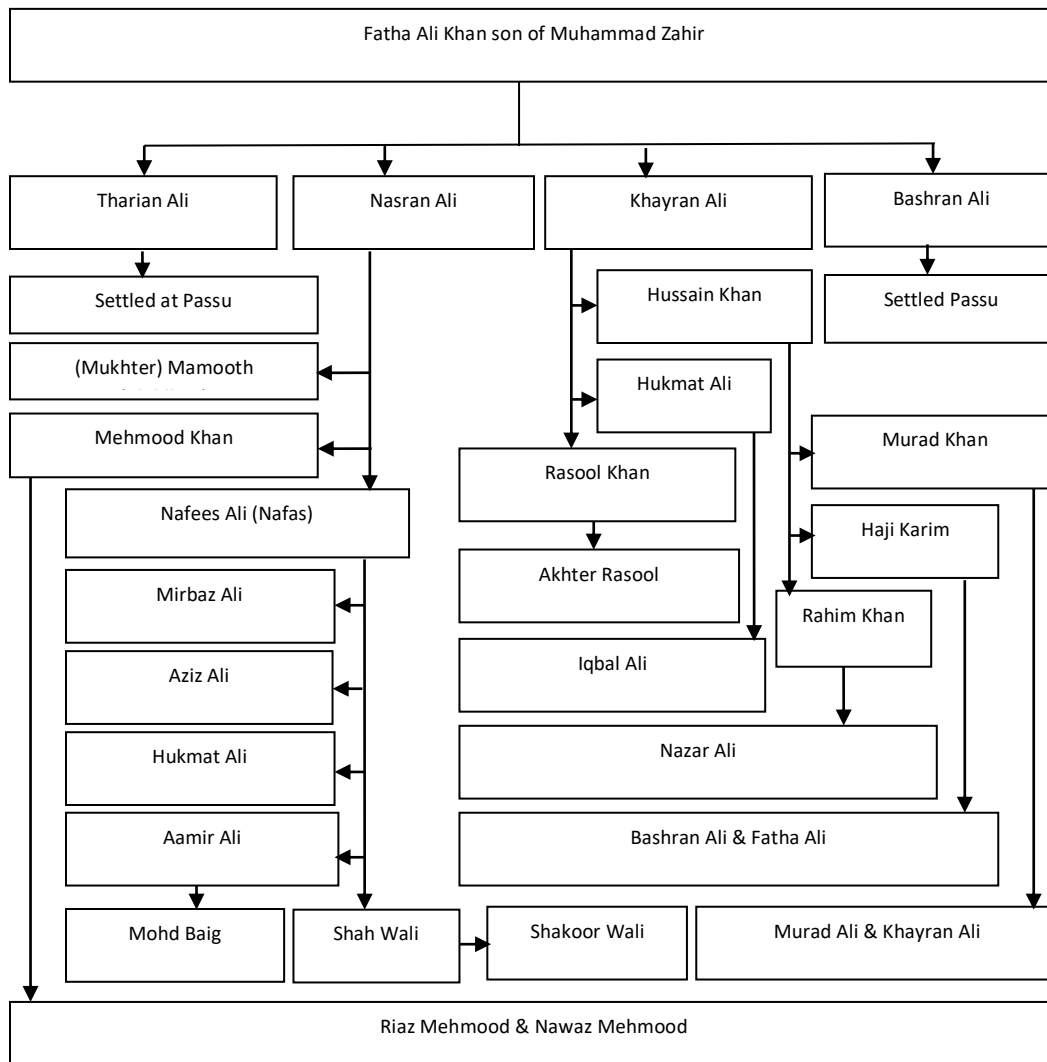 Fatha Ali Khan son of Muhammad Zahir
Tharian Ali
Nasran Ali
Khayran Ali
Bashran Ali
Settled at Passu
Hussain Khan
Settled Passu
(Mukhter) Mamooth
Hukmat Ali
Mehmood Khan
Murad Khan
Rasool Khan
Nafees Ali (Nafas)
Haji Karim
Akhter Rasool
Mirbaz Ali
Rahim Khan
Iqbal Ali
Aziz Ali
Nazar Ali
Hukmat Ali
Aamir Ali
Bashran Ali & Fatha Ali
Mohd Baig
Shah Wali
Shakoor Wali
Murad Ali & Khayran Ali
Riaz Mehmood & Nawaz Mehmood